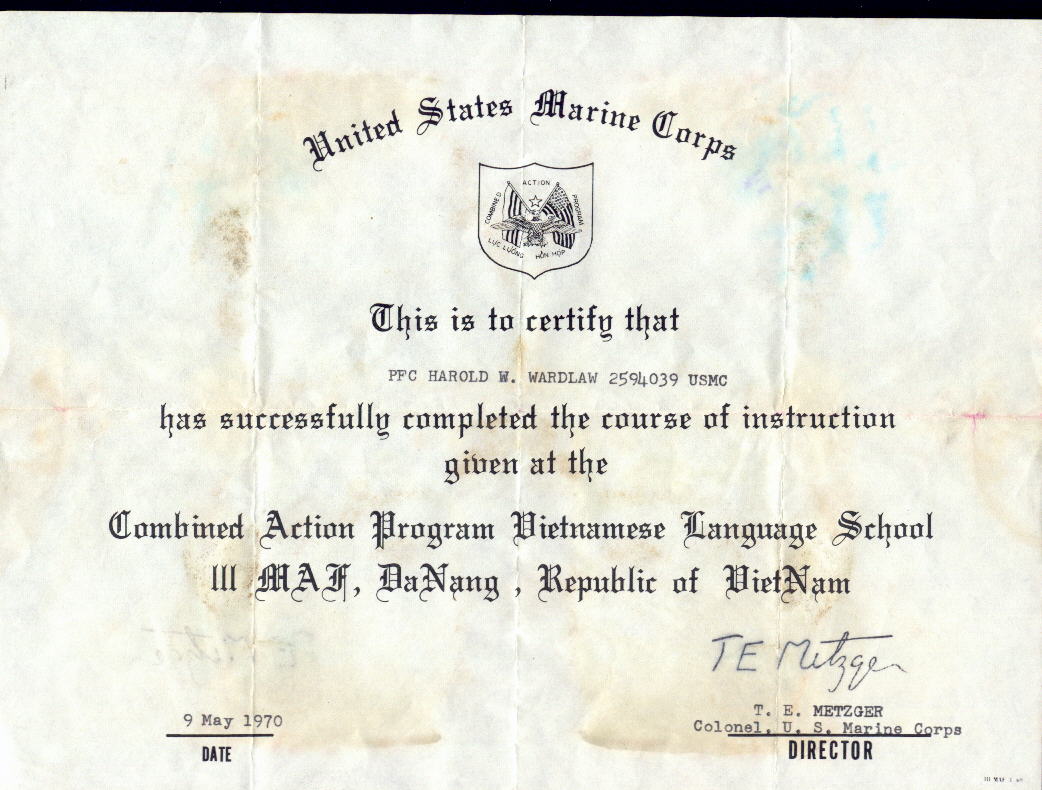 United States Marine Corps
COMBINED ACTION PROGRAM
LỰC LƯỢNG HỖN HỢP
This is to certify that
PFC HAROLD W. WARDLAW 2594039 USMC
has successfully completed the course of instruction
given at the
Combined Action Program Vietnamese Language School
III MAF, DaNang , Republic of VietNam
TE Metzger
9 May 1970
T. E. METZGER
Colonel, U. S. Marine Corps
DATE
DIRECTOR